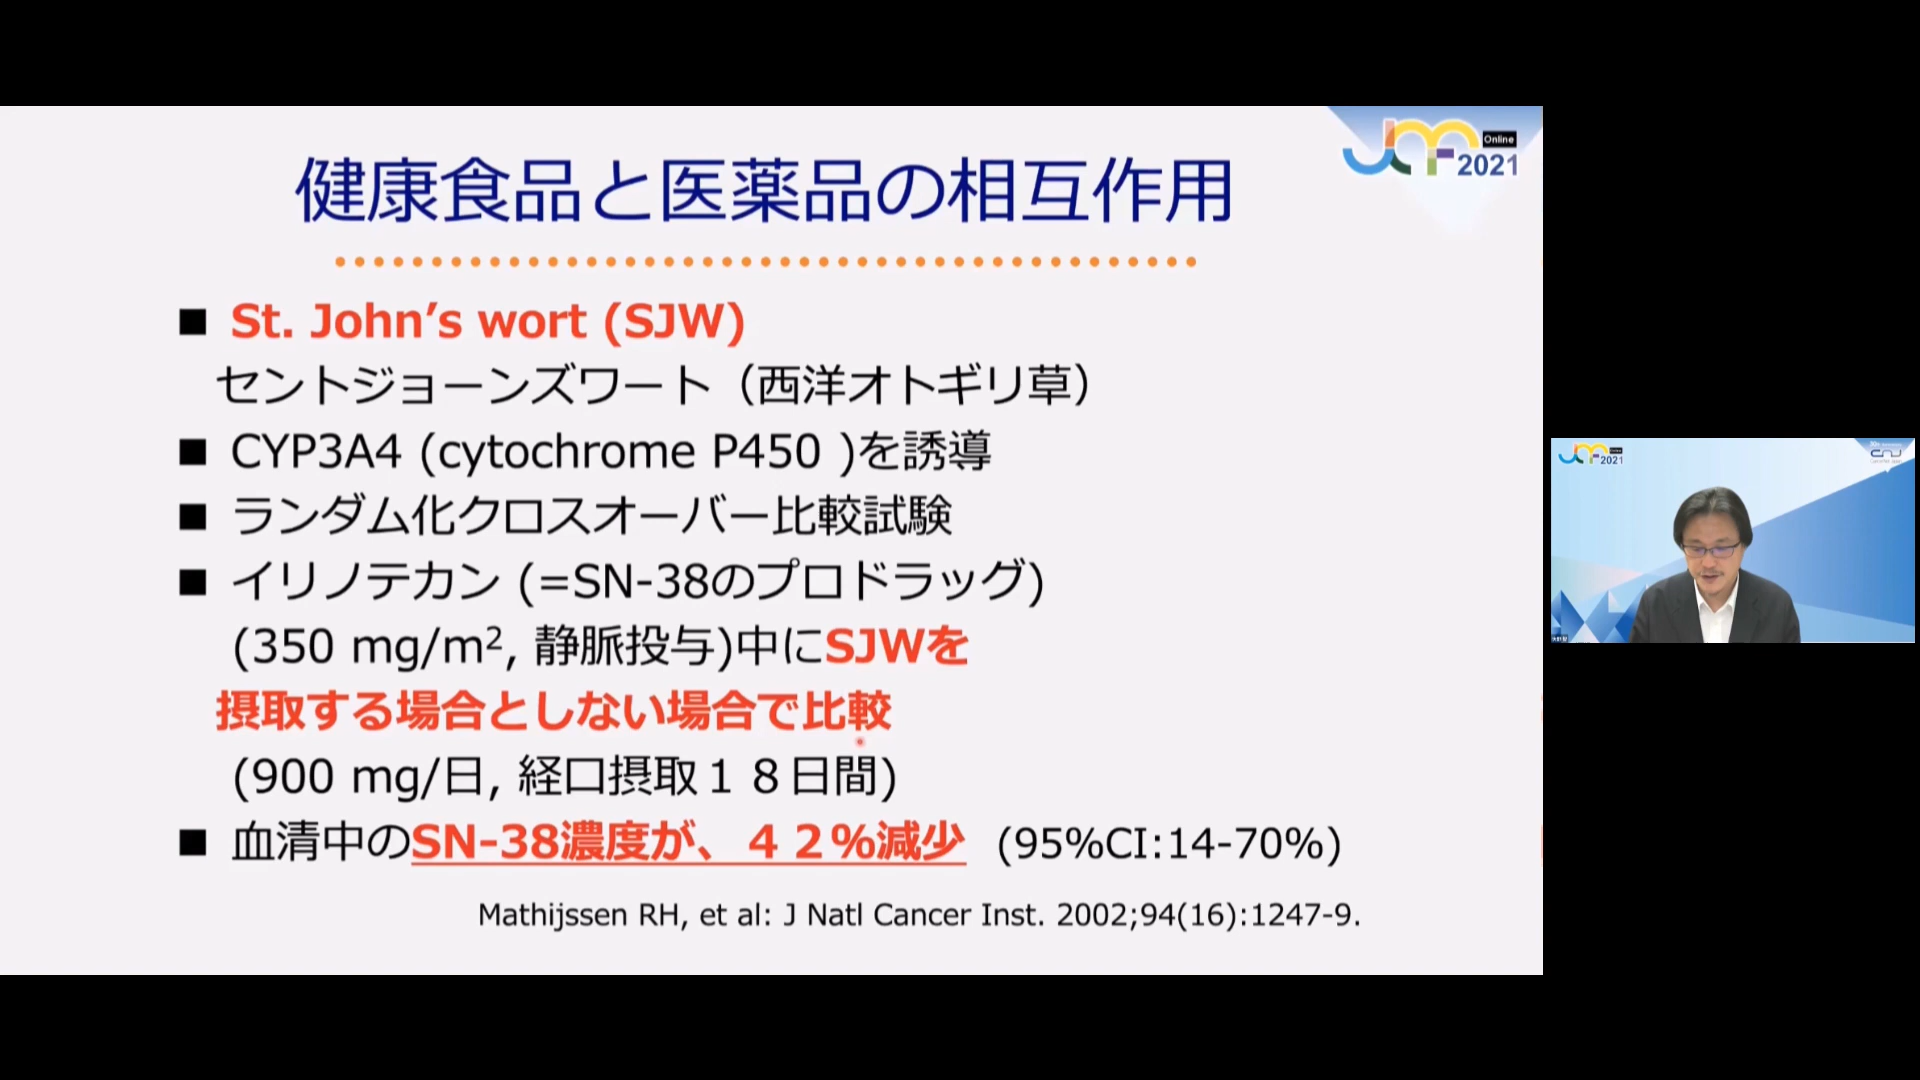 健康食品と医薬品の相互作用
JCF Online 2021
■ St. John’s wort (SJW)
セントジョーンズワート（西洋オトギリ草）
■ CYP3A4 (cytochrome P450 )を誘導
■ ランダム化クロスオーバー比較試験
■ イリノテカン (=SN-38のプロドラッグ)
(350 mg/m², 静脈投与)中にSJWを
摂取する場合としない場合で比較
(900 mg/日, 経口摂取１８日間)
■ 血清中のSN-38濃度が、４２%減少 (95%CI:14-70%)
Mathijssen RH, et al: J Natl Cancer Inst. 2002;94(16):1247-9.
2021